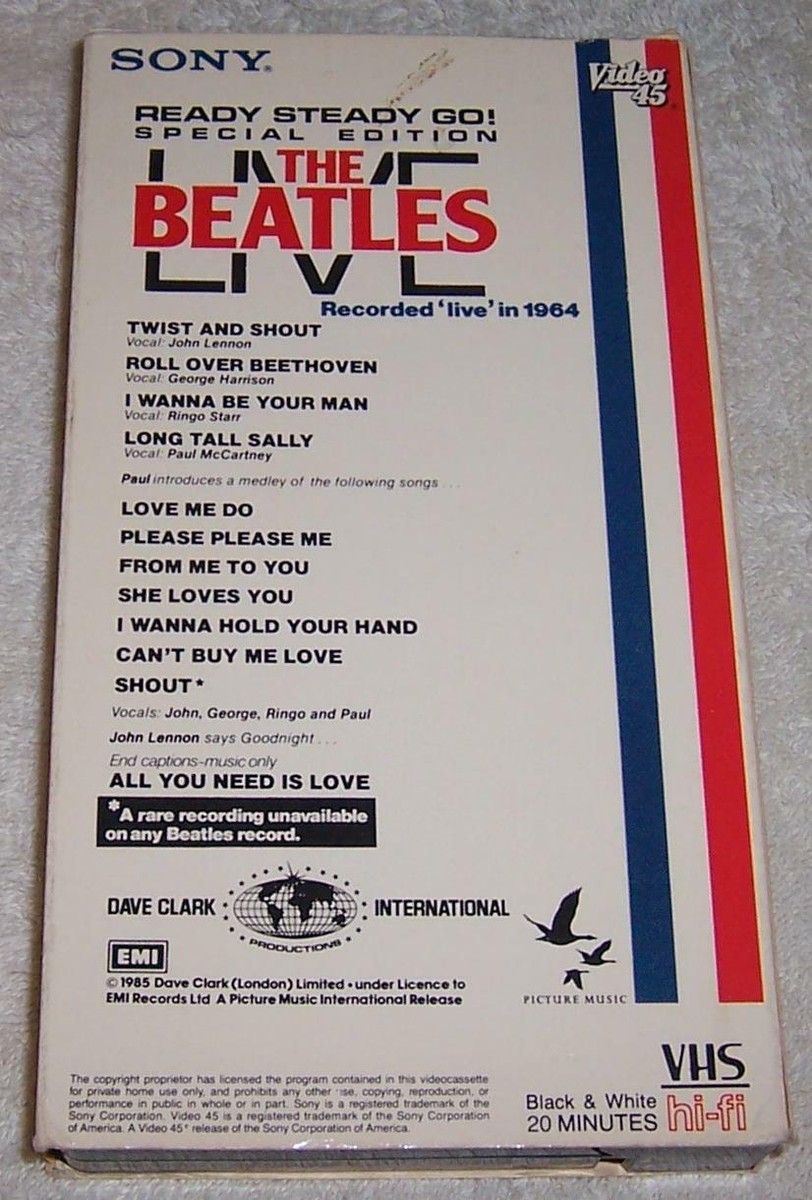 SONY®
Video
45®
READY STEADY GO!
SPECIAL EDITION
LIVE
THE
BEATLES
LIVE
Recorded 'live' in 1964
TWIST AND SHOUT
Vocal: John Lennon
ROLL OVER BEETHOVEN
Vocal: George Harrison
I WANNA BE YOUR MAN
Vocal: Ringo Starr
LONG TALL SALLY
Vocal: Paul McCartney
Paul introduces a medley of the following songs ...
LOVE ME DO
PLEASE PLEASE ME
FROM ME TO YOU
SHE LOVES YOU
I WANNA HOLD YOUR HAND
CAN'T BUY ME LOVE
SHOUT*
Vocals: John, George, Ringo and Paul
John Lennon says Goodnight ...
End captions-music only
ALL YOU NEED IS LOVE
*A rare recording unavailable
on any Beatles record.
DAVE CLARK INTERNATIONAL
PRODUCTIONS
EMI
© 1985 Dave Clark (London) Limited • under Licence to
EMI Records Ltd A Picture Music International Release
PICTURE MUSIC
The copyright proprietor has licensed the program contained in this videocassette
for private home use only, and prohibits any other use, copying, reproduction, or
performance in public in whole or in part. Sony is a registered trademark of the
Sony Corporation. Video 45 is a registered trademark of the Sony Corporation
of America. A Video 45® release of the Sony Corporation of America.
VHS
hi-fi
Black & White
20 MINUTES